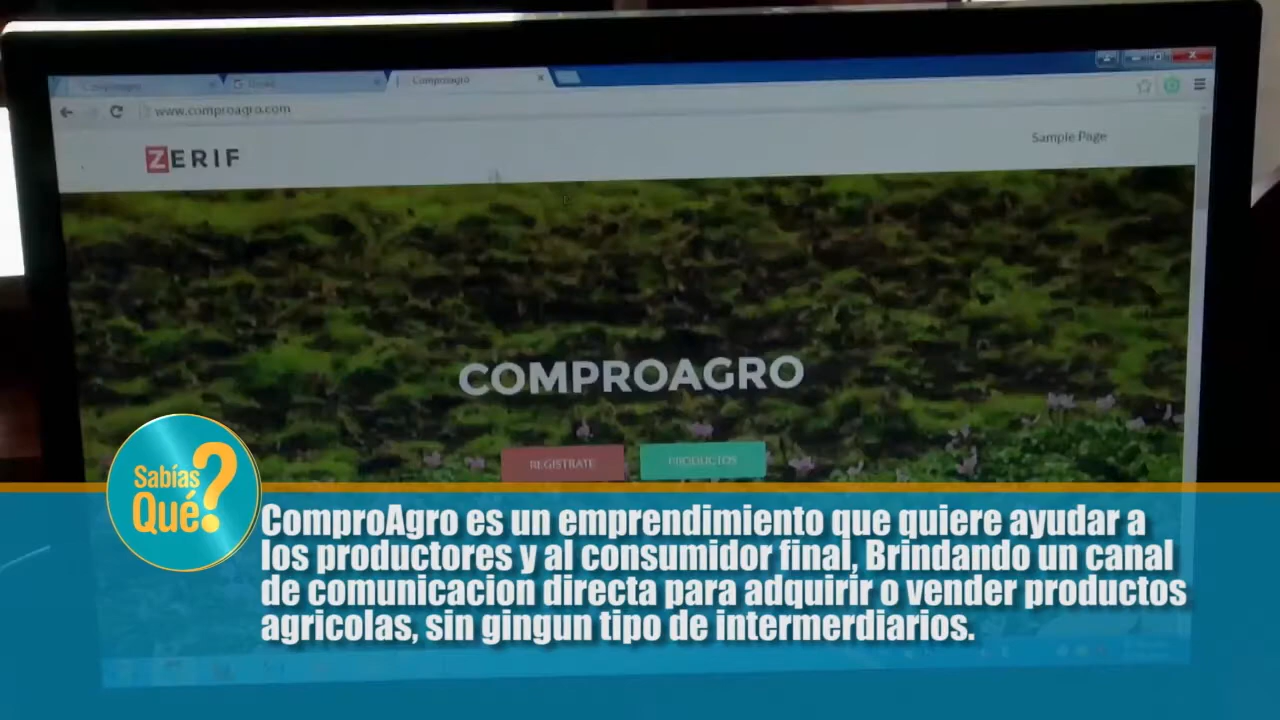 Comproagro
www.comproagro.com
ZERIF
Sample Page
COMPROAGRO
REGISTRATE
PRODUCTOS
Sabías
Qué?
ComproAgro es un emprendimiento que quiere ayudar a
los productores y al consumidor final, Brindando un canal
de comunicacion directa para adquirir o vender productos
agricolas, sin gingun tipo de intermerdiarios.